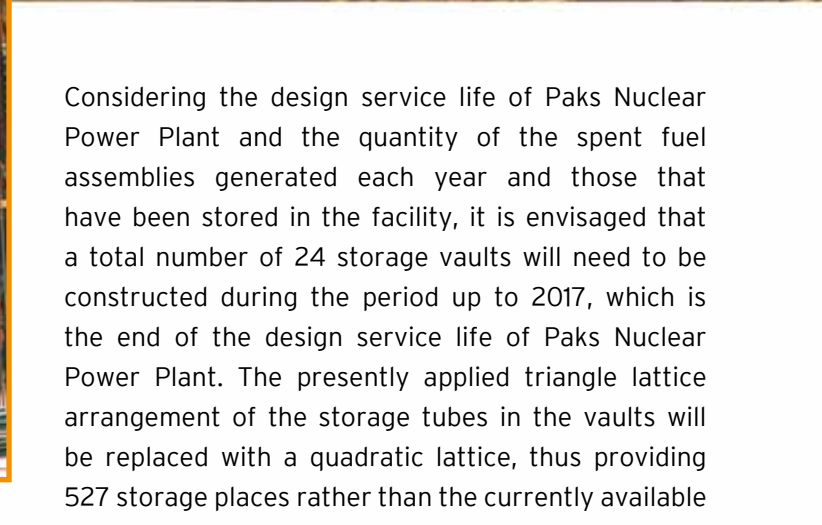 Considering the design service life of Paks Nuclear
Power Plant and the quantity of the spent fuel
assemblies generated each year and those that
have been stored in the facility, it is envisaged that
a total number of 24 storage vaults will need to be
constructed during the period up to 2017, which is
the end of the design service life of Paks Nuclear
Power Plant. The presently applied triangle lattice
arrangement of the storage tubes in the vaults will
be replaced with a quadratic lattice, thus providing
527 storage places rather than the currently available